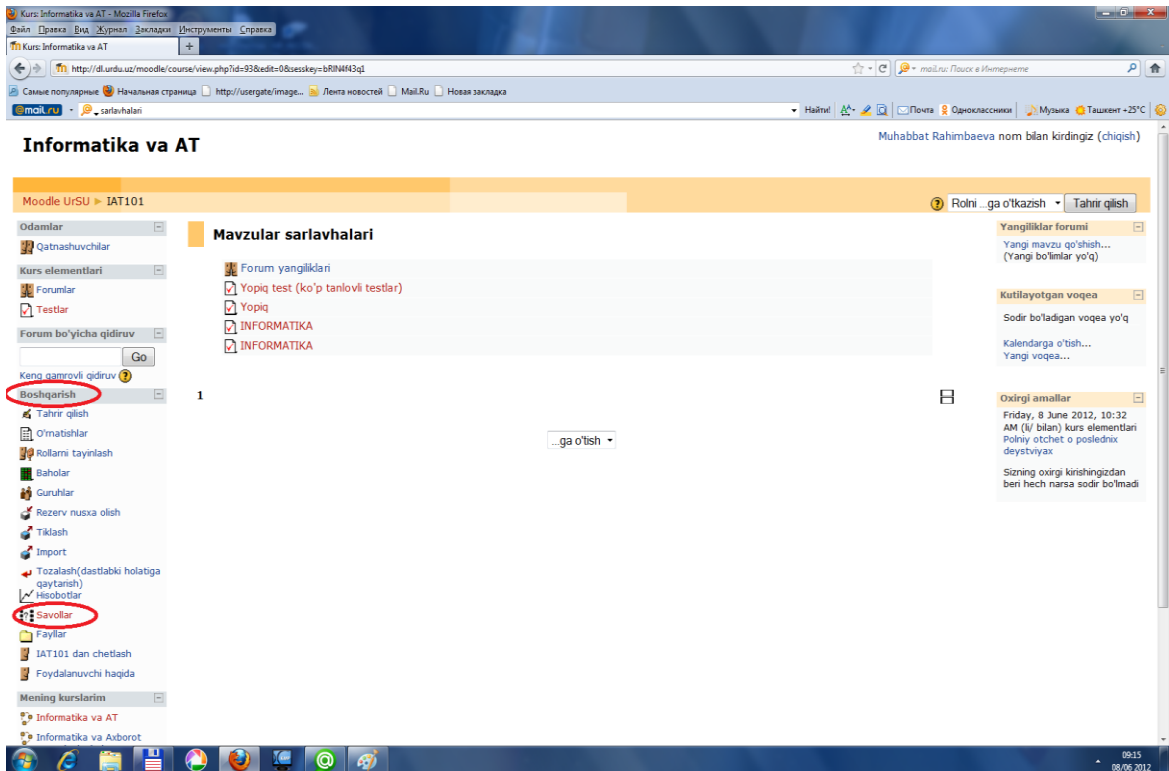 Kurs: Informatika va AT - Mozilla Firefox
Файл Правка Вид Журнал Закладки Инструменты Справка
Kurs: Informatika va AT
http://dl.urdu.uz/moodle/course/view.php?id=93&edit=0&sesskey=bRlN4f43q1
mail.ru: Поиск в Интернете
Самые популярные Начальная страница http://usergate/image... Лента новостей Mail.Ru Новая закладка
@mail.ru sarlavhalari Найти! Почта Одноклассники Музыка Ташкент +25°C
Informatika va AT
Muhabbat Rahimbaeva nom bilan kirdingiz (chiqish)
Moodle UrSU ► IAT101
Rolni ...ga o'tkazish
Tahrir qilish
Odamlar
Qatnashuvchilar
Kurs elementlari
Forumlar
Testlar
Forum bo'yicha qidiruv
Go
Keng qamrovli qidiruv
Boshqarish
Tahrir qilish
O'rnatishlar
Rollarni tayinlash
Baholar
Guruhlar
Rezerv nusxa olish
Tiklash
Import
Tozalash(dastlabki holatiga
qaytarish)
Hisobotlar
Savollar
Fayllar
IAT101 dan chetlash
Foydalanuvchi haqida
Mening kurslarim
Informatika va AT
Informatika va Axborot
Mavzular sarlavhalari
Forum yangiliklari
Yopiq test (ko'p tanlovli testlar)
Yopiq
INFORMATIKA
INFORMATIKA
1
...ga o'tish
Yangiliklar forumi
Yangi mavzu qo'shish...
(Yangi bo'limlar yo'q)
Kutilayotgan voqea
Sodir bo'ladigan voqea yo'q
Kalendarga o'tish...
Yangi voqea...
Oxirgi amallar
Friday, 8 June 2012, 10:32
AM (li/ bilan) kurs elementlari
Polniy otchet o poslednix
deystviyax
Sizning oxirgi kirishingizdan
beri hech narsa sodir bo'lmadi
09:15
08/06 2012